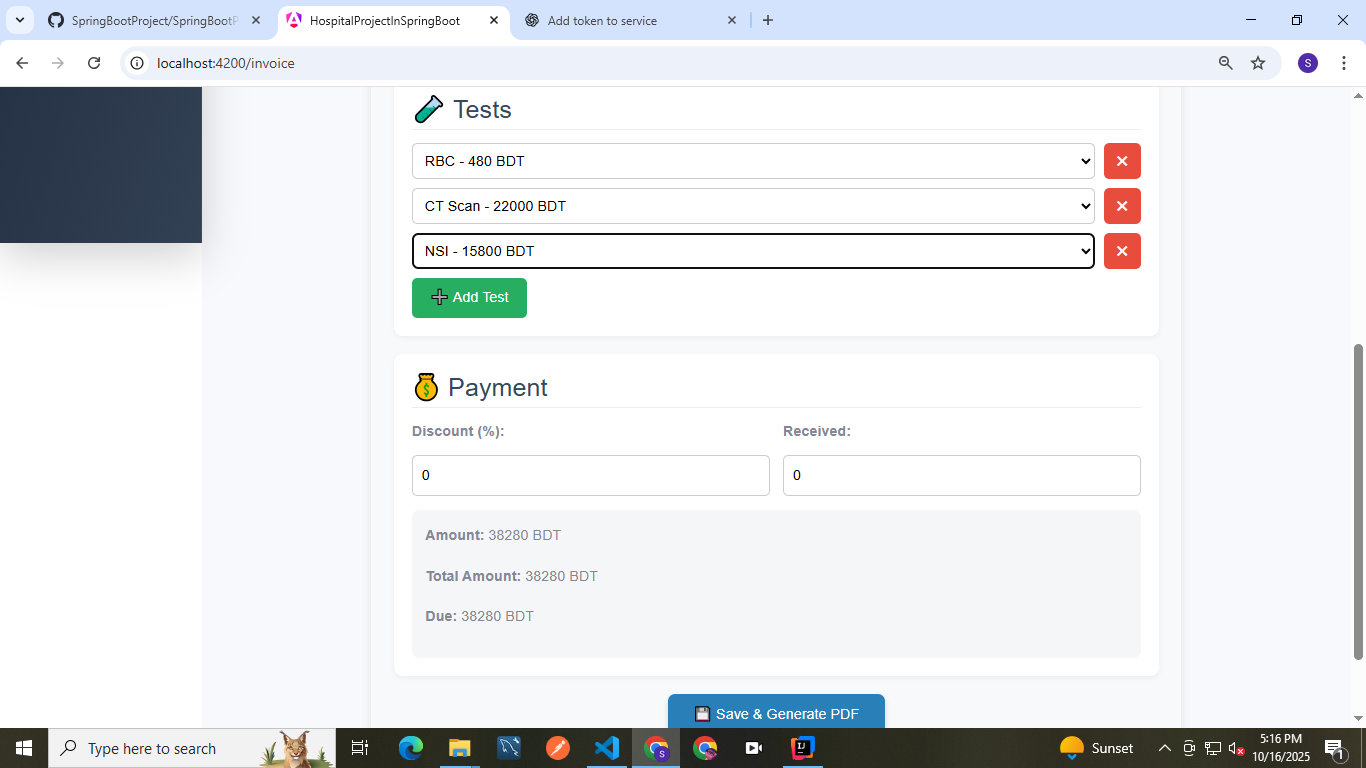 SpringBootProject/SpringBootP
HospitalProjectInSpringBoot
Add token to service
localhost:4200/invoice
S
Tests
RBC - 480 BDT
CT Scan - 22000 BDT
NSI - 15800 BDT
Add Test
Payment
Discount (%):
Received:
0
0
Amount: 38280 BDT
Total Amount: 38280 BDT
Due: 38280 BDT
Save & Generate PDF
Type here to search
Sunset
5:16 PM
10/16/2025
1